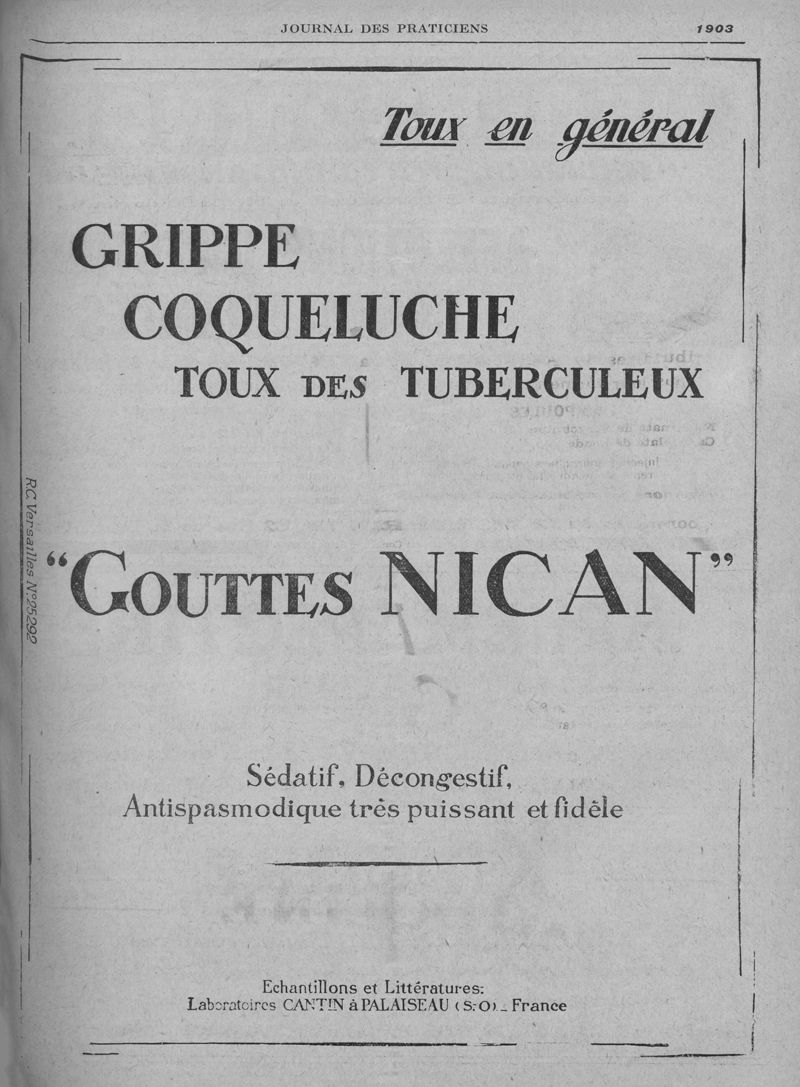 JOURNAL DES PRATICIENS 1903
Toux en général
GRIPPE
COQUELUCHE
TOUX DES TUBERCULEUX
RC Versailles N° 25292
"GOUTTES NICAN"
Sédatif, Décongestif,
Antispasmodique très puissant et fidèle
Echantillons et Littératures:
Laboratoires CANTIN à PALAISEAU (S.-O) - France